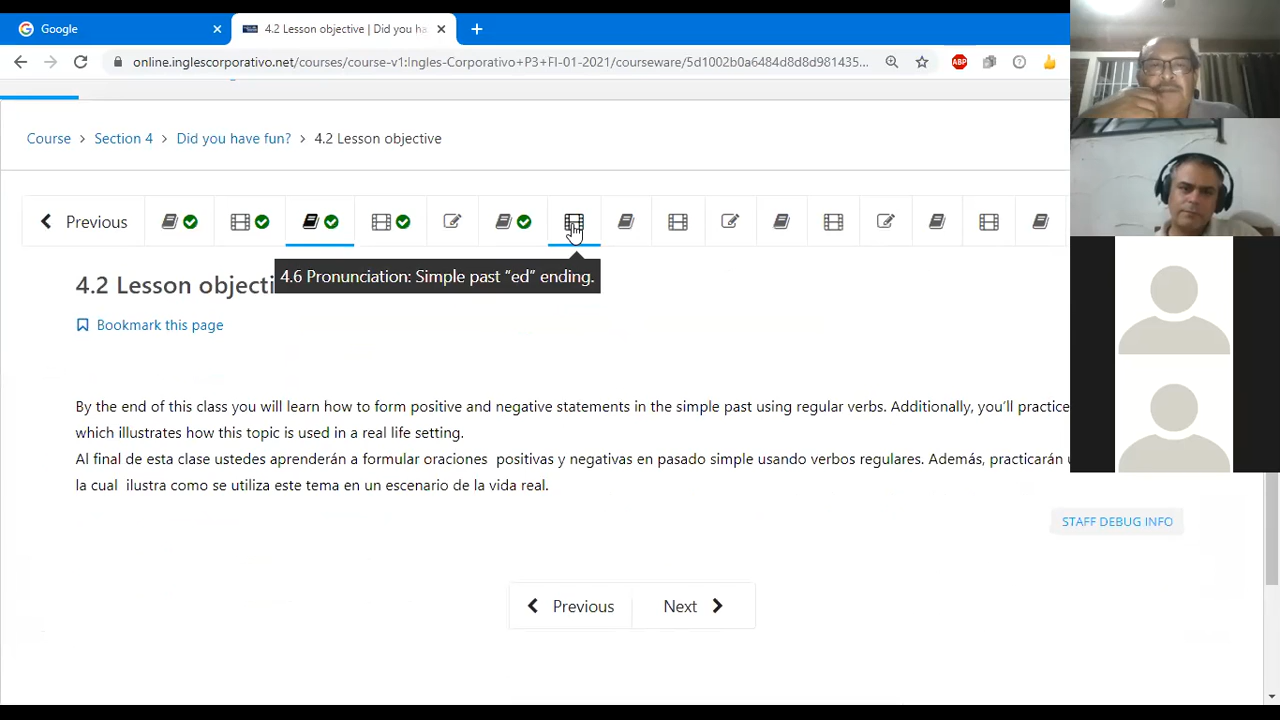 Google
4.2 Lesson objective | Did you ha
online.inglescorporativo.net/courses/course-v1:Ingles-Corporativo+P3+T-01-2021/courseware/5d1002b0a6484d8d8d981435...
ABP
Course > Section 4 > Did you have fun? > 4.2 Lesson objective
Previous
4.6 Pronunciation: Simple past “ed” ending.
4.2 Lesson objecti
Bookmark this page
By the end of this class you will learn how to form positive and negative statements in the simple past using regular verbs. Additionally, you’ll practice
which illustrates how this topic is used in a real life setting.
Al final de esta clase ustedes aprenderán a formular oraciones positivas y negativas en pasado simple usando verbos regulares. Además, practicarán
la cual ilustra como se utiliza este tema en un escenario de la vida real.
STAFF DEBUG INFO
Previous Next